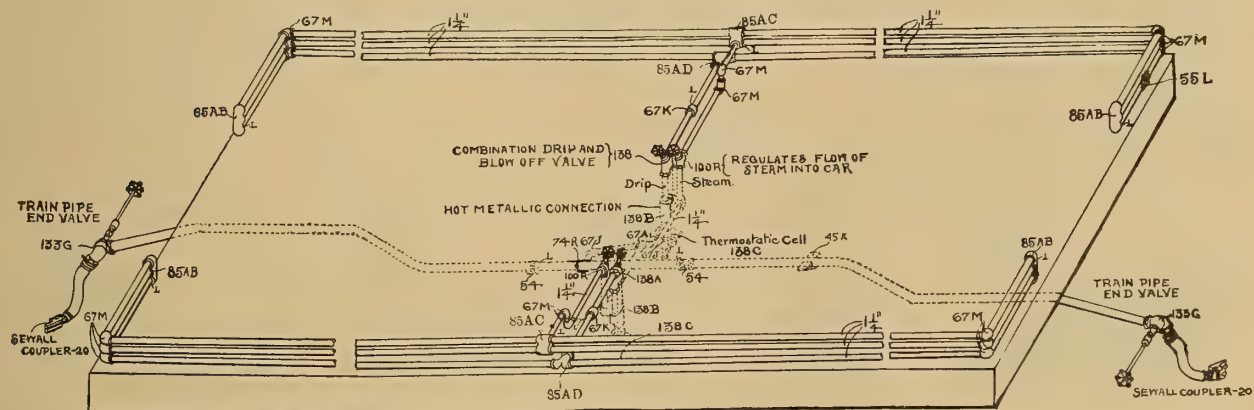 67M
1¼"
85AC
L
1¼"
67M
85AD
67M
67M
55L
85AB
L
67K
L
85AB
L
COMBINATION DRIP AND
BLOW OFF VALVE
138
100R
REGULATES FLOW OF
STEAM INTO CAR
Drip
Steam
HOT METALLIC CONNECTION
138B
1¼"
TRAIN PIPE
END VALVE
133G
74R
67J
67A
Thermostatic Cell
138C
45K
L
54
100R
L
54
138A
85AB
L
85AB
L
TRAIN PIPE
END VALVE
133G
1¼"
67M
L
67K
138B
85AC
138C
1¼"
67M
67M
SEWALL
COUPLER-20
85AD
SEWALL COUPLER-20